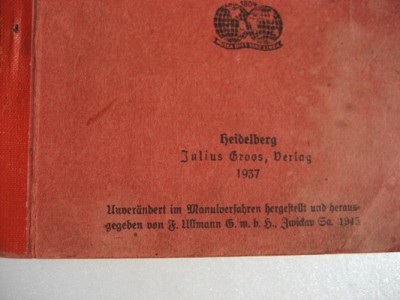 Heidelberg
Julius Groos, Verlag
1937
Unverändert im Manulverfahren hergestellt und heraus-
gegeben von F. Ullmann G. m. b. H., Zwickau Sa. 1945